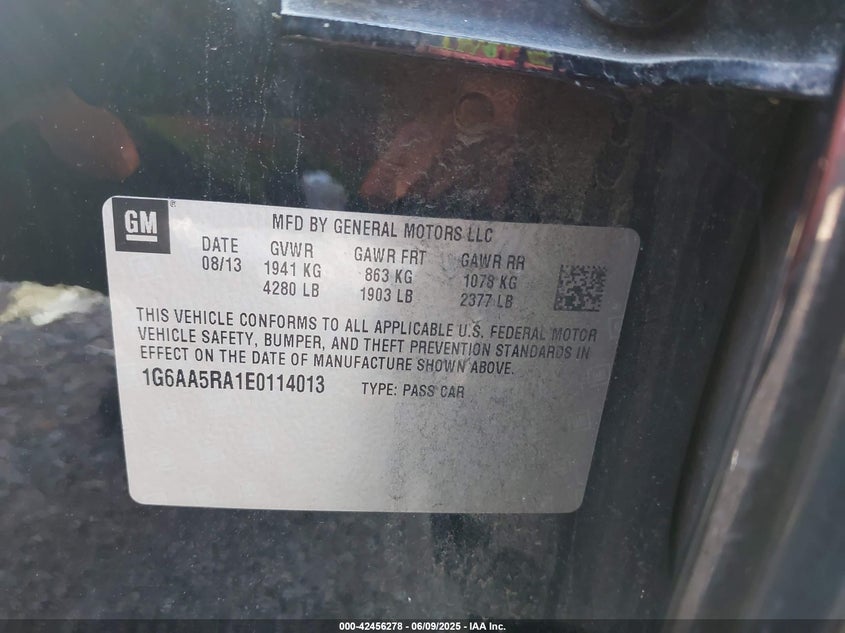 GM ®
MFD BY GENERAL MOTORS LLC
DATE GVWR GAWR FRT GAWR RR
08/13 1941 KG 863 KG 1078 KG
4280 LB 1903 LB 2377 LB
THIS VEHICLE CONFORMS TO ALL APPLICABLE U.S. FEDERAL MOTOR
VEHICLE SAFETY, BUMPER, AND THEFT PREVENTION STANDARDS IN
EFFECT ON THE DATE OF MANUFACTURE SHOWN ABOVE.
1G6AA5RA1E0114013 TYPE: PASS CAR
000-42456278 - 06/09/2025 - IAA Inc.